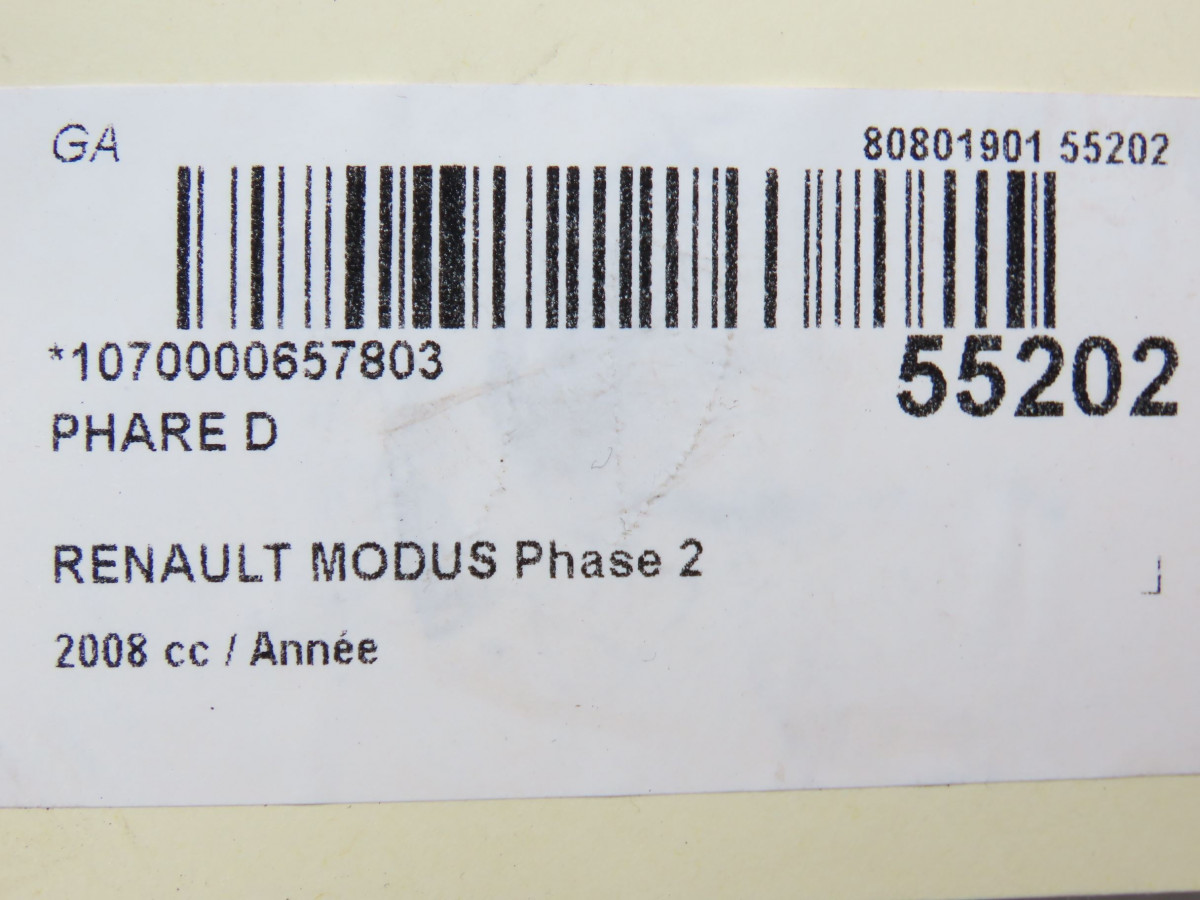 GA 80801901 55202
*1070000657803 55202
PHARE D
RENAULT MODUS Phase 2
2008 cc / Année